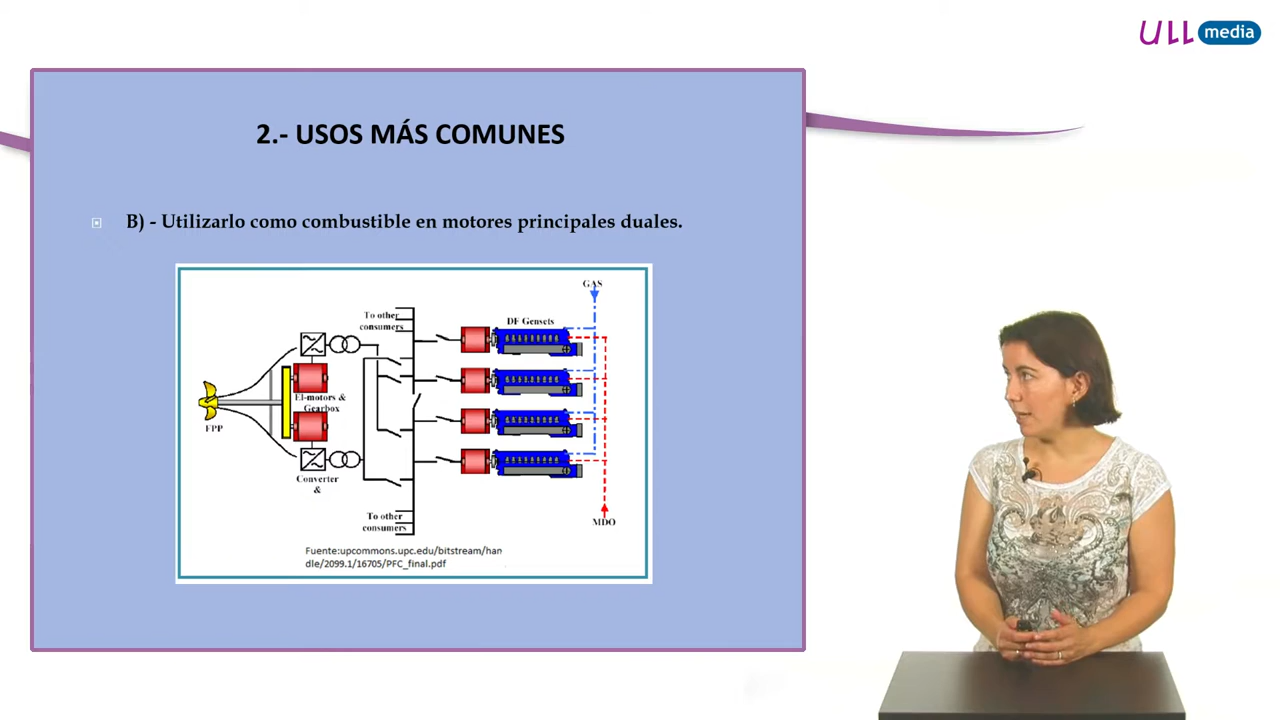 ULL media
2.- USOS MÁS COMUNES
B) - Utilizarlo como combustible en motores principales duales.
GAS
To other
consumers
DF Gensets
El-motors &
Gearbox
FPP
Converter
&
To other
consumers
MDO
Fuente:upcommons.upc.edu/bitstream/han
dle/2099.1/16705/PFC_final.pdf